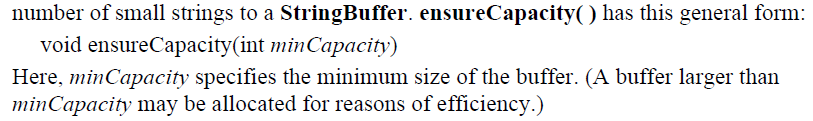 number of small strings to a StringBuffer. ensureCapacity( ) has this general form:
void ensureCapacity(int minCapacity)
Here, minCapacity specifies the minimum size of the buffer. (A buffer larger than
minCapacity may be allocated for reasons of efficiency.)